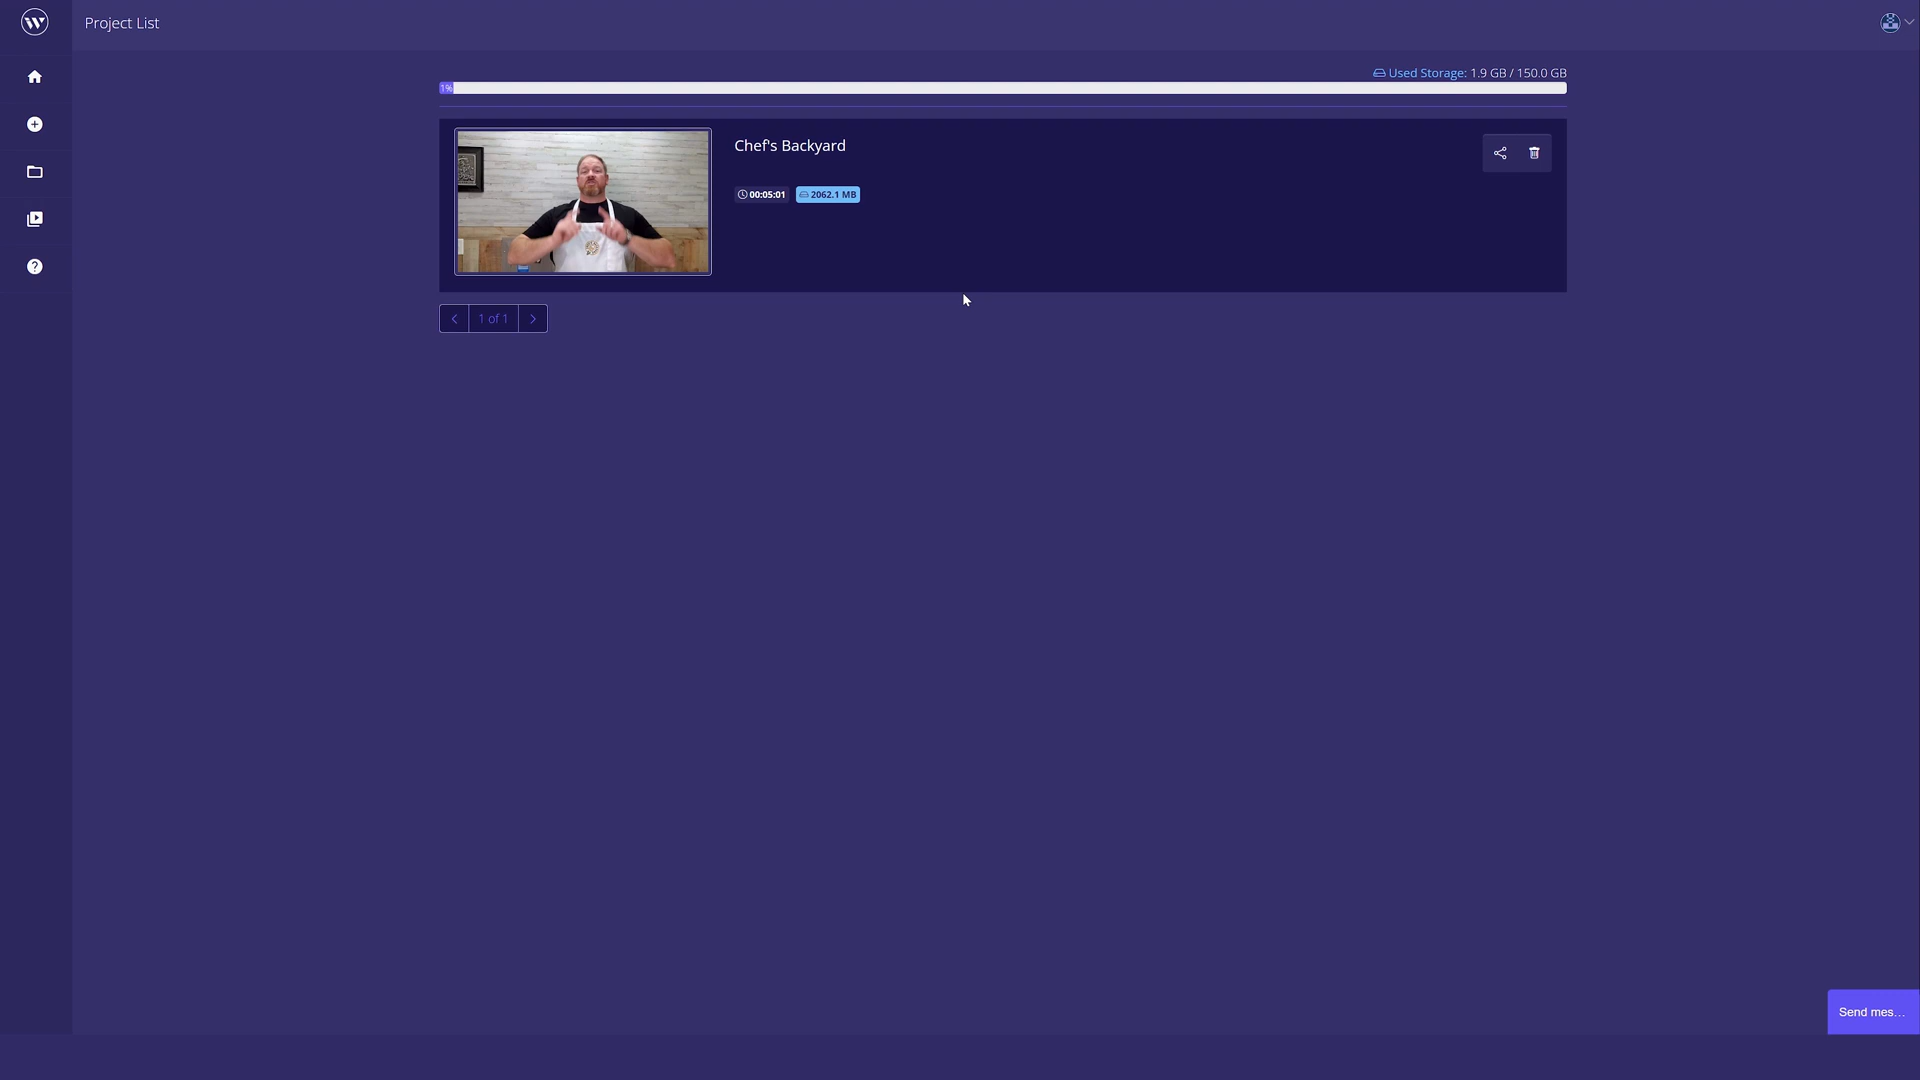 Project List
Used Storage: 1.9 GB / 150.0 GB
1%
Chef's Backyard
00:05:01 2062.1 MB
1 of 1
Send mes...